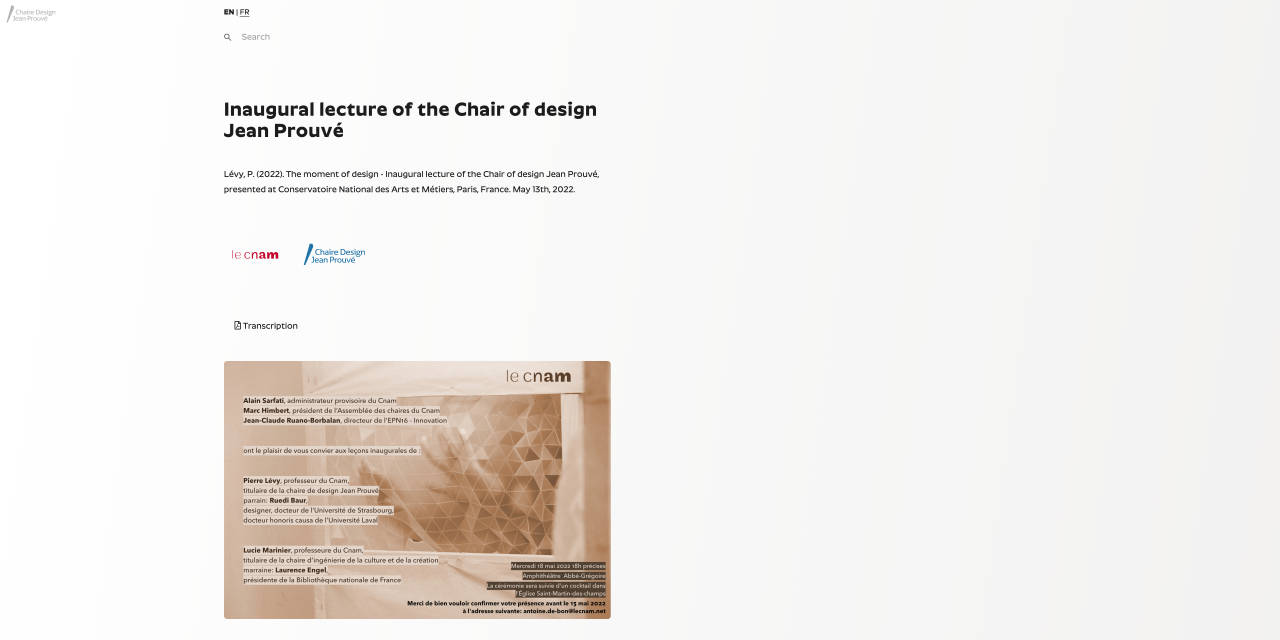 Chaire Design
Jean Prouvé
EN | FR
Search
Inaugural lecture of the Chair of design
Jean Prouvé
Lévy, P. (2022). The moment of design - Inaugural lecture of the Chair of design Jean Prouvé,
presented at Conservatoire National des Arts et Métiers, Paris, France. May 13th, 2022.
le cnam
Chaire Design
Jean Prouvé
Transcription
le cnam
Alain Sarfati, administrateur provisoire du Cnam
Marc Himbert, président de l'Assemblée des chaires du Cnam
Jean-Claude Ruano-Borbalan, directeur de l'EPN16 - Innovation
ont le plaisir de vous convier aux leçons inaugurales de :
Pierre Lévy, professeur du Cnam,
titulaire de la chaire de design Jean Prouvé
parrain: Ruedi Baur,
designer, docteur de l'Université de Strasbourg,
docteur honoris causa de l'Université Laval
Lucie Marinier, professeure du Cnam,
titulaire de la chaire d'ingénierie de la culture et de la création
marraine: Laurence Engel,
présidente de la Bibliothèque nationale de France
Mercredi 18 mai 2022 18h précises
Amphithéâtre Abbé-Grégoire
La cérémonie sera suivie d'un cocktail dans
l'Église Saint-Martin-des-champs
Merci de bien vouloir confirmer votre présence avant le 15 mai 2022
à l'adresse suivante: antoine.de-bon@lecnam.net